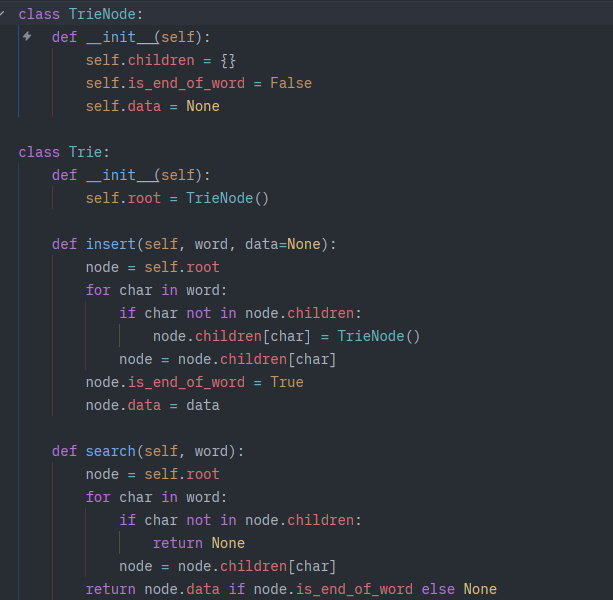 class TrieNode:
    def __init__(self):
        self.children = {}
        self.is_end_of_word = False
        self.data = None

class Trie:
    def __init__(self):
        self.root = TrieNode()

    def insert(self, word, data=None):
        node = self.root
        for char in word:
            if char not in node.children:
                node.children[char] = TrieNode()
            node = node.children[char]
        node.is_end_of_word = True
        node.data = data

    def search(self, word):
        node = self.root
        for char in word:
            if char not in node.children:
                return None
            node = node.children[char]
        return node.data if node.is_end_of_word else None